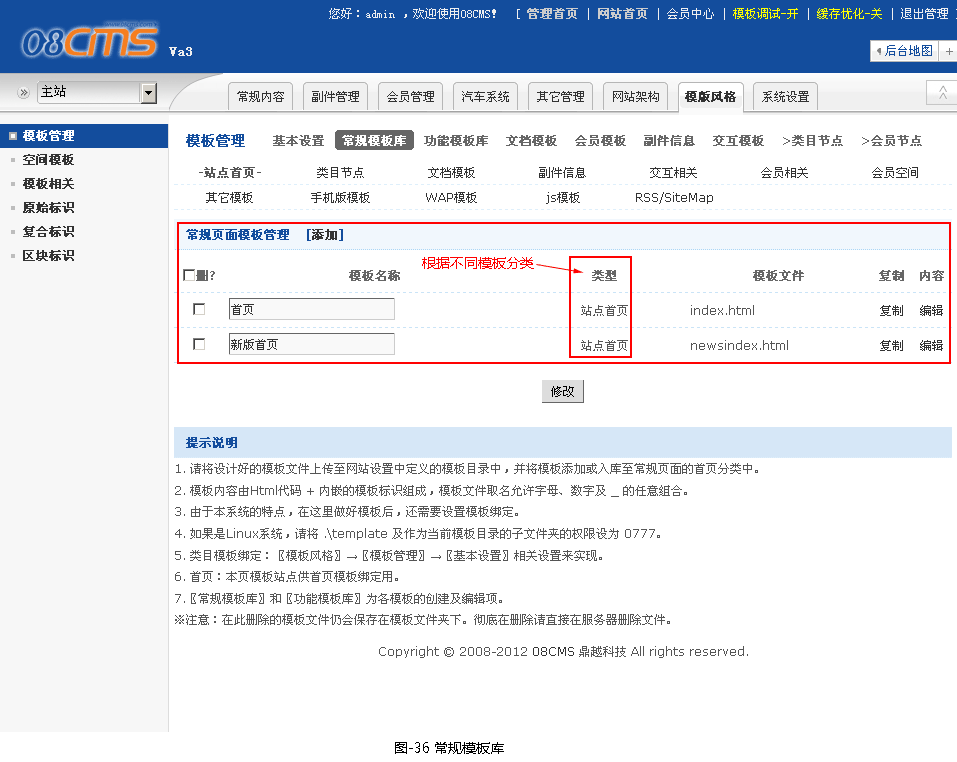 您好：admin ，欢迎使用08CMS! [ 管理首页 | 网站首页 | 会员中心 | 模板调试-开 | 缓存优化-关 | 退出管理
08CMS Va3
后台地图 +
主站
常规内容 副件管理 会员管理 汽车系统 其它管理 网站架构 模版风格 系统设置
模板管理
空间模板
模板相关
原始标识
复合标识
区块标识
模板管理 基本设置 常规模板库 功能模板库 文档模板 会员模板 副件信息 交互模板 >类目节点 >会员节点
-站点首页- 类目节点 文档模板 副件信息 交互相关 会员相关 会员空间
其它模板 手机版模板 WAP模板 js模板 RSS/SiteMap
常规页面模板管理 [添加]
根据不同模板分类
删? 模板名称 类型 模板文件 复制 内容
首页 站点首页 index.html 复制 编辑
新版首页 站点首页 newsindex.html 复制 编辑
修改
提示说明
1. 请将设计好的模板文件上传至网站设置中定义的模板目录中，并将模板添加或入库至常规页面的首页分类中。
2. 模板内容由Html代码 + 内嵌的模板标识组成，模板文件取名允许字母、数字及 _ 的任意组合。
3. 由于本系统的特点，在这里做好模板后，还需要设置模板绑定。
4. 如果是Linux系统，请将 .\template 及作为当前模板目录的子文件夹的权限设为 0777。
5. 类目模板绑定：〖模板风格〗→〖模板管理〗→〖基本设置〗相关设置来实现。
6. 首页：本页模板站点供首页模板绑定用。
7.〖常规模板库〗和〖功能模板库〗为各模板的创建及编辑项。
※注意：在此删除的模板文件仍会保存在模板文件夹下。彻底在删除请直接在服务器删除文件。
Copyright © 2008-2012 08CMS 鼎越科技 All rights reserved.
图-36 常规模板库